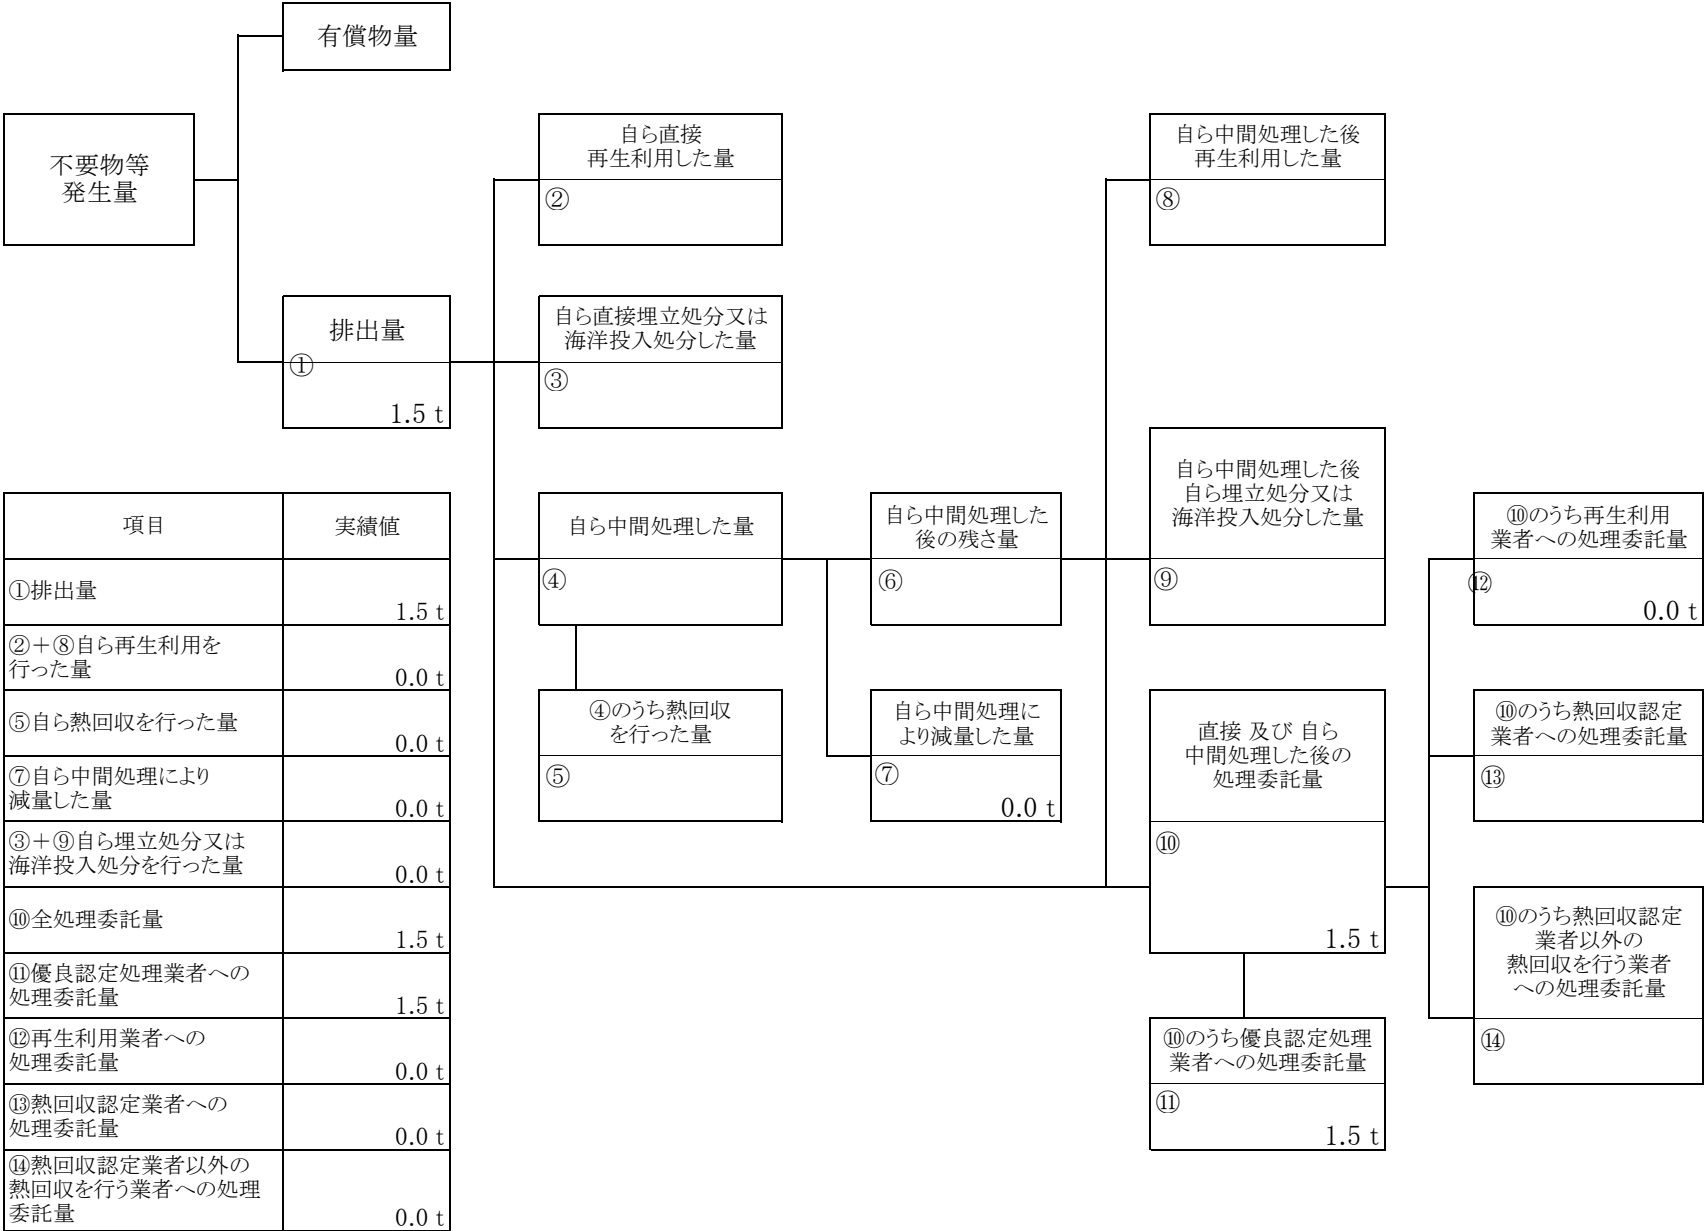 有償物量
不要物等
発生量
自ら直接
再生利用した量
②
自ら中間処理した後
再生利用した量
⑧
排出量
①
1.5 t
自ら直接埋立処分又は
海洋投入処分した量
③
自ら中間処理した量
④
自ら中間処理した
後の残さ量
⑥
自ら中間処理した後
自ら埋立処分又は
海洋投入処分した量
⑨
⑩のうち再生利用
業者への処理委託量
⑫
0.0 t
④のうち熱回収
を行った量
⑤
自ら中間処理に
より減量した量
⑦
0.0 t
直接 及び 自ら
中間処理した後の
処理委託量
⑩
1.5 t
⑩のうち熱回収認定
業者への処理委託量
⑬
⑩のうち熱回収認定
業者以外の
熱回収を行う業者
への処理委託量
⑭
⑩のうち優良認定処理
業者への処理委託量
⑪
1.5 t
項目 実績値
①排出量
1.5 t
②＋⑧自ら再生利用を
行った量
0.0 t
⑤自ら熱回収を行った量
0.0 t
⑦自ら中間処理により
減量した量
0.0 t
③＋⑨自ら埋立処分又は
海洋投入処分を行った量
0.0 t
⑩全処理委託量
1.5 t
⑪優良認定処理業者への
処理委託量
1.5 t
⑫再生利用業者への
処理委託量
0.0 t
⑬熱回収認定業者への
処理委託量
0.0 t
⑭熱回収認定業者以外の
熱回収を行う業者への処理
委託量
0.0 t